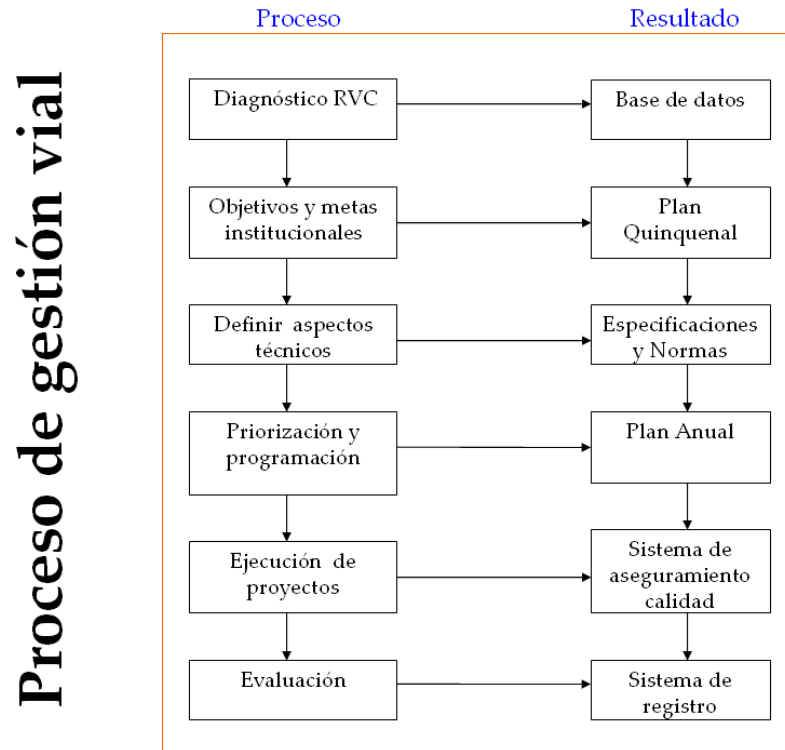 Proceso de gestión vial
Proceso
Resultado
Diagnóstico RVC
Base de datos
Objetivos y metas
institucionales
Plan
Quinquenal
Definir aspectos
técnicos
Especificaciones
y Normas
Priorización y
programación
Plan Anual
Ejecución de
proyectos
Sistema de
aseguramiento
calidad
Evaluación
Sistema de
registro